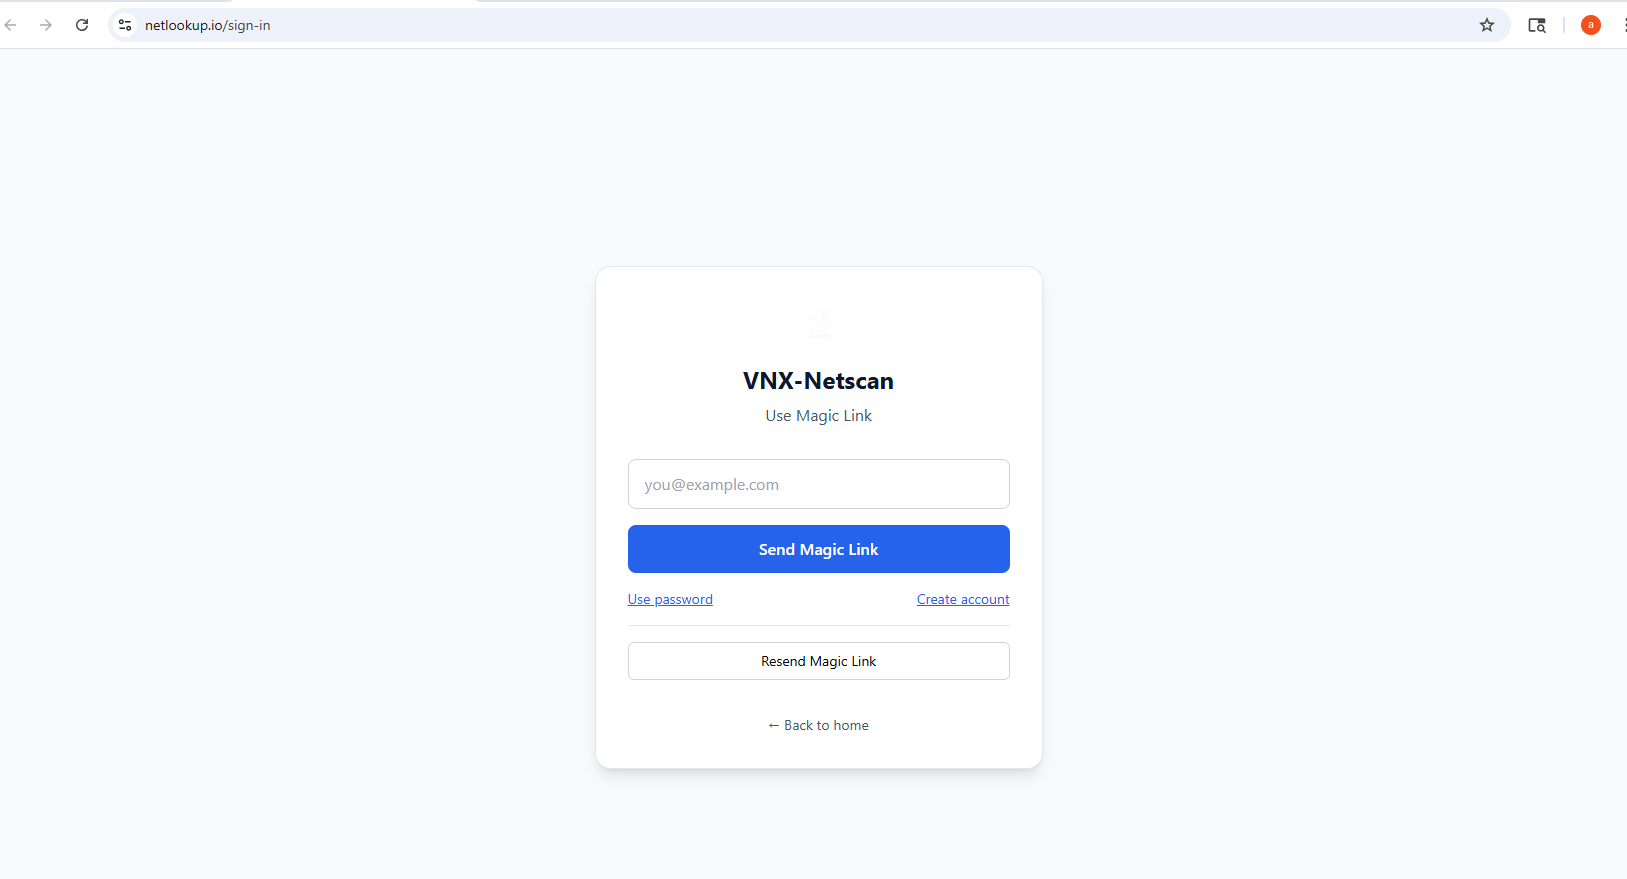 netlookup.io/sign-in
a
VNX-Netscan
Use Magic Link
you@example.com
Send Magic Link
Use password
Create account
Resend Magic Link
← Back to home